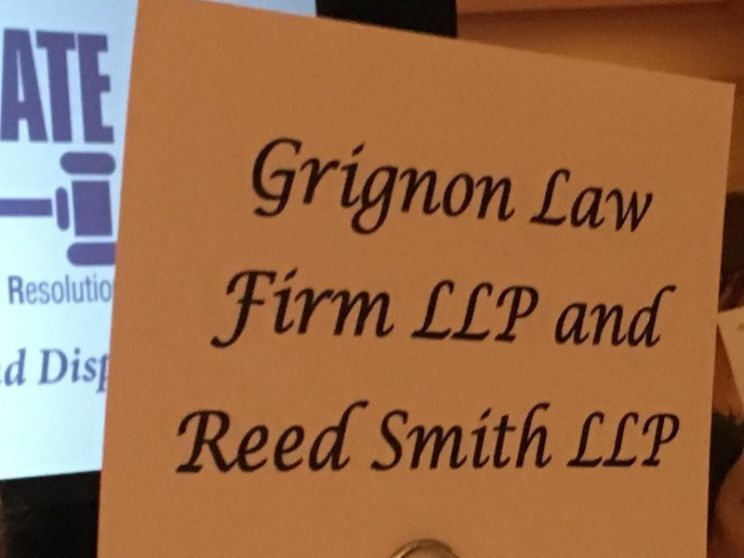 ATE
Resolutio
d Disp
Grignon Law
Firm LLP and
Reed Smith LLP